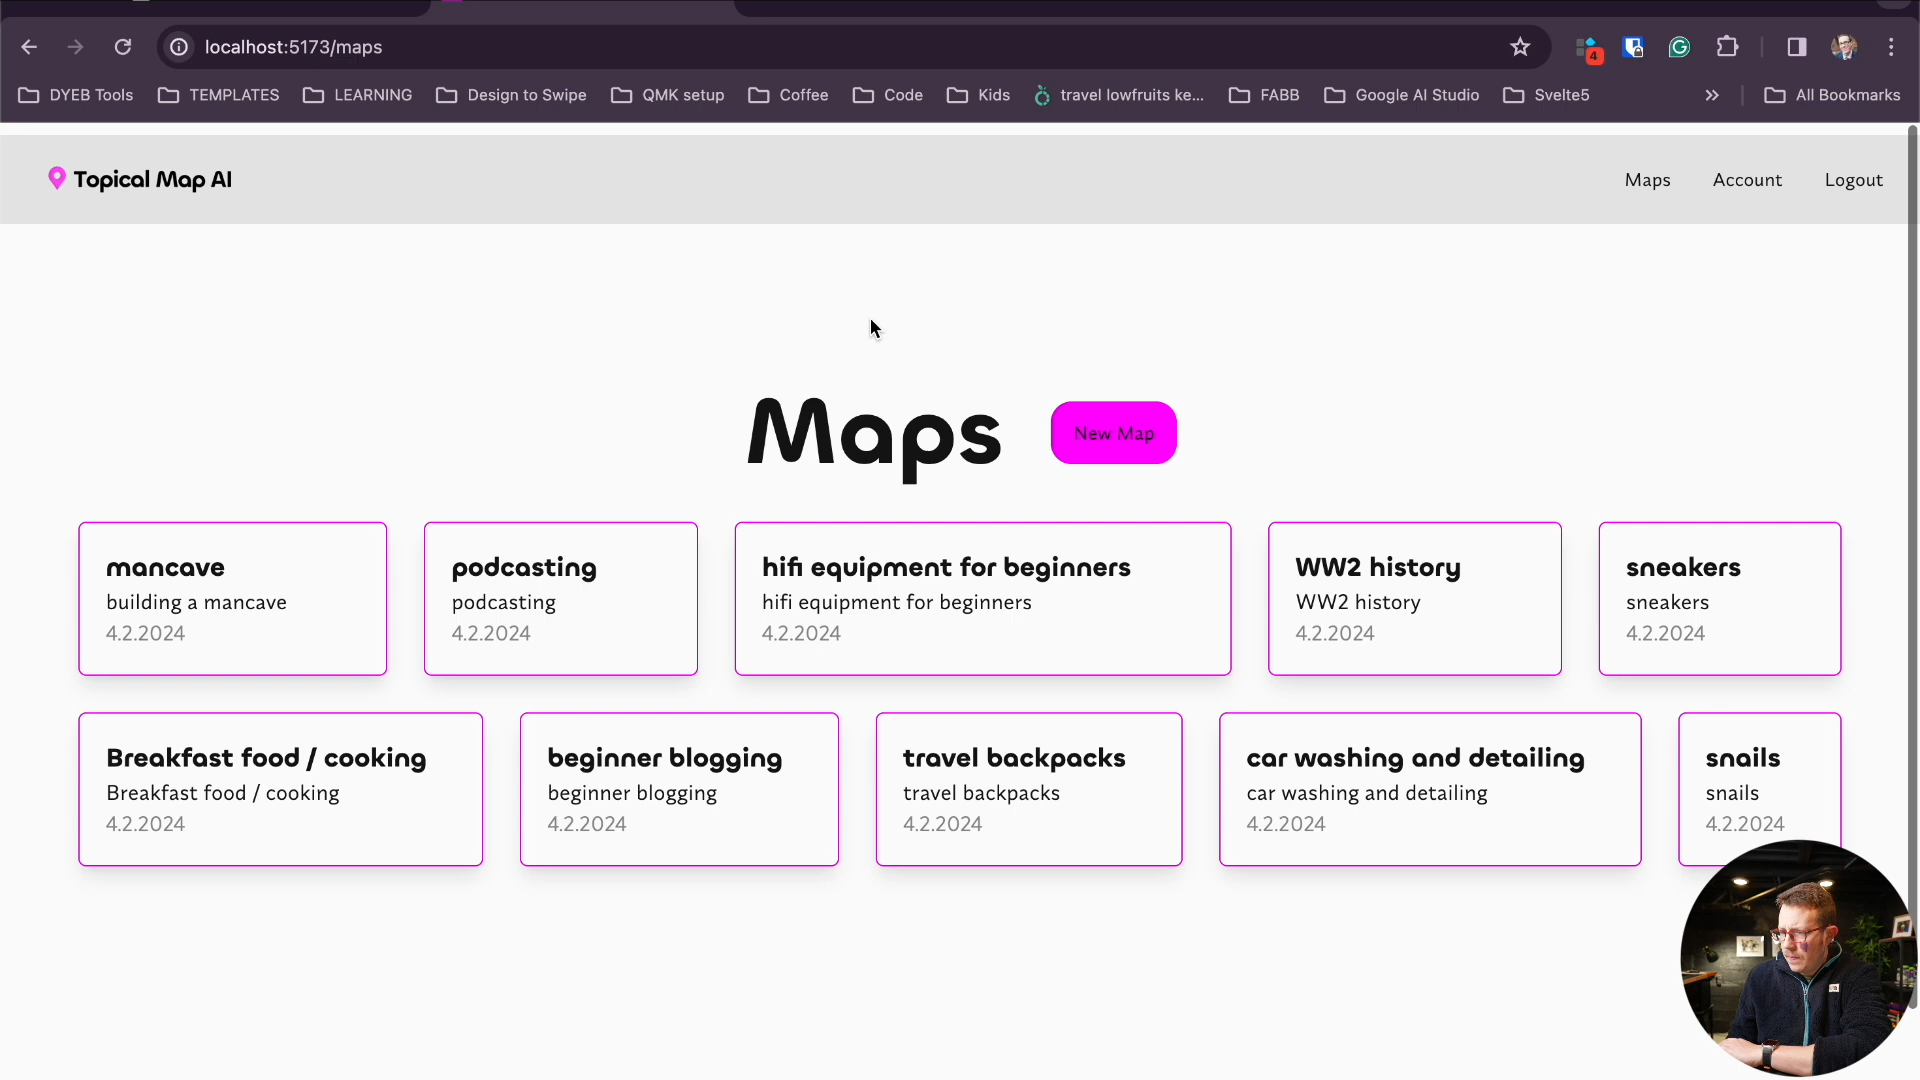 localhost:5173/maps
4
DYEB Tools TEMPLATES LEARNING Design to Swipe QMK setup Coffee Code Kids travel lowfruits ke... FABB Google AI Studio Svelte5 » All Bookmarks
Topical Map AI
Maps Account Logout
Maps
New Map
mancave
building a mancave
4.2.2024
podcasting
podcasting
4.2.2024
hifi equipment for beginners
hifi equipment for beginners
4.2.2024
WW2 history
WW2 history
4.2.2024
sneakers
sneakers
4.2.2024
Breakfast food / cooking
Breakfast food / cooking
4.2.2024
beginner blogging
beginner blogging
4.2.2024
travel backpacks
travel backpacks
4.2.2024
car washing and detailing
car washing and detailing
4.2.2024
snails
snails
4.2.2024